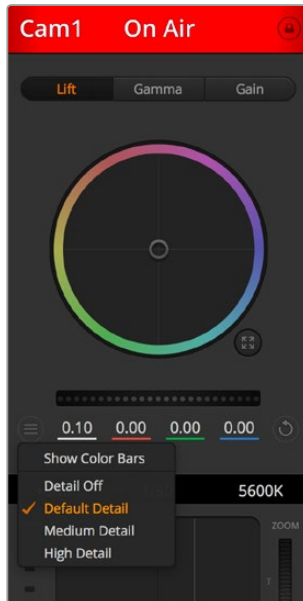 Cam1 On Air
Lift Gamma Gain
0.10 0.00 0.00 0.00
Show Color Bars
Detail Off
5600K
Default Detail
Medium Detail
ZOOM
High Detail
T